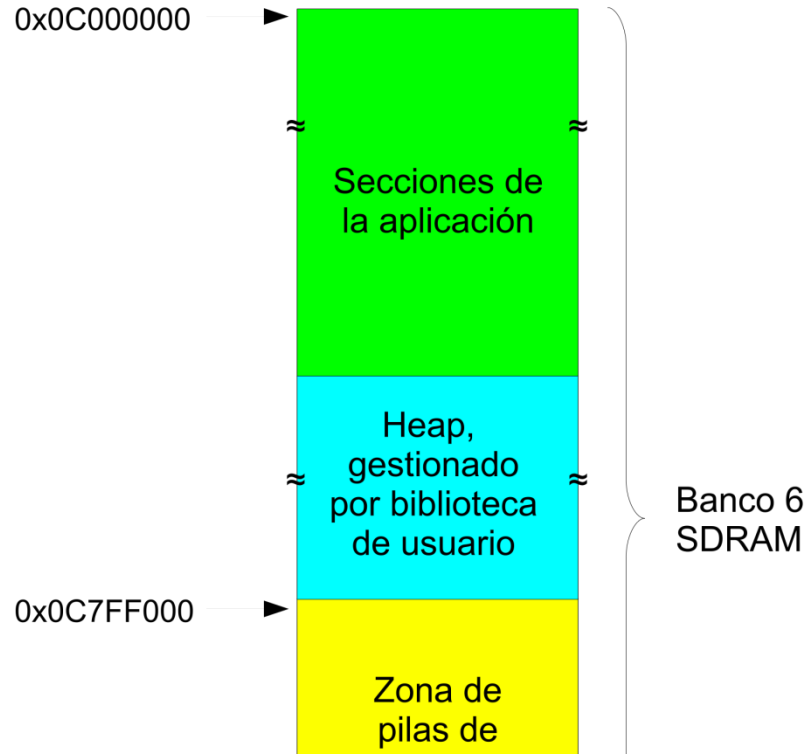 0x0C000000
Secciones de
la aplicación
Heap,
gestionado
por biblioteca
de usuario
Banco 6
SDRAM
0x0C7FF000
Zona de
pilas de